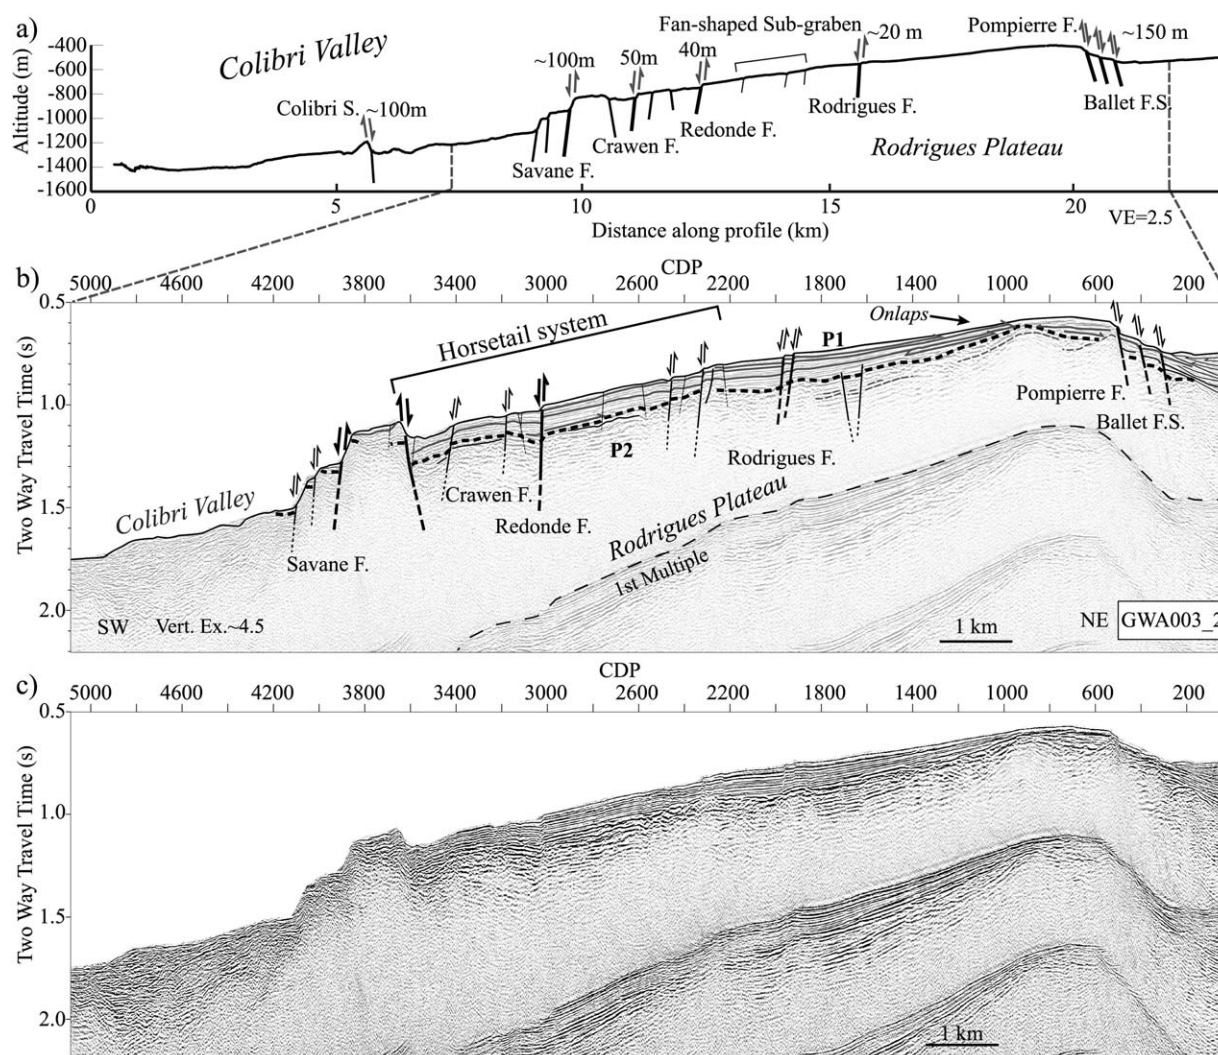 a)
Fan-shaped Sub-graben
Pompierre F.
Colibri Valley
~100m
50m
40m
~20 m
~150 m
Altitude (m)
-400
-600
-800
-1000
-1200
-1400
-1600
Colibri S.
~100m
Savane F.
Crawen F.
Redonde F.
Rodrigues F.
Ballet F.S.
Rodrigues Plateau
0
5
10
15
20
Distance along profile (km)
VE=2.5
b)
CDP
5000 4600 4200 3800 3400 3000 2600 2200 1800 1400 1000 600 200
Two Way Travel Time (s)
0.5
1.0
1.5
2.0
Horsetail system
Onlaps
P1
P2
Pompierre F.
Ballet F.S.
Rodrigues F.
Crawen F.
Redonde F.
Colibri Valley
Savane F.
Rodrigues Plateau
1st Multiple
SW
Vert. Ex.~4.5
1 km
NE
GWA003_2
c)
CDP
5000 4600 4200 3800 3400 3000 2600 2200 1800 1400 1000 600 200
Two Way Travel Time (s)
0.5
1.0
1.5
2.0
1 km